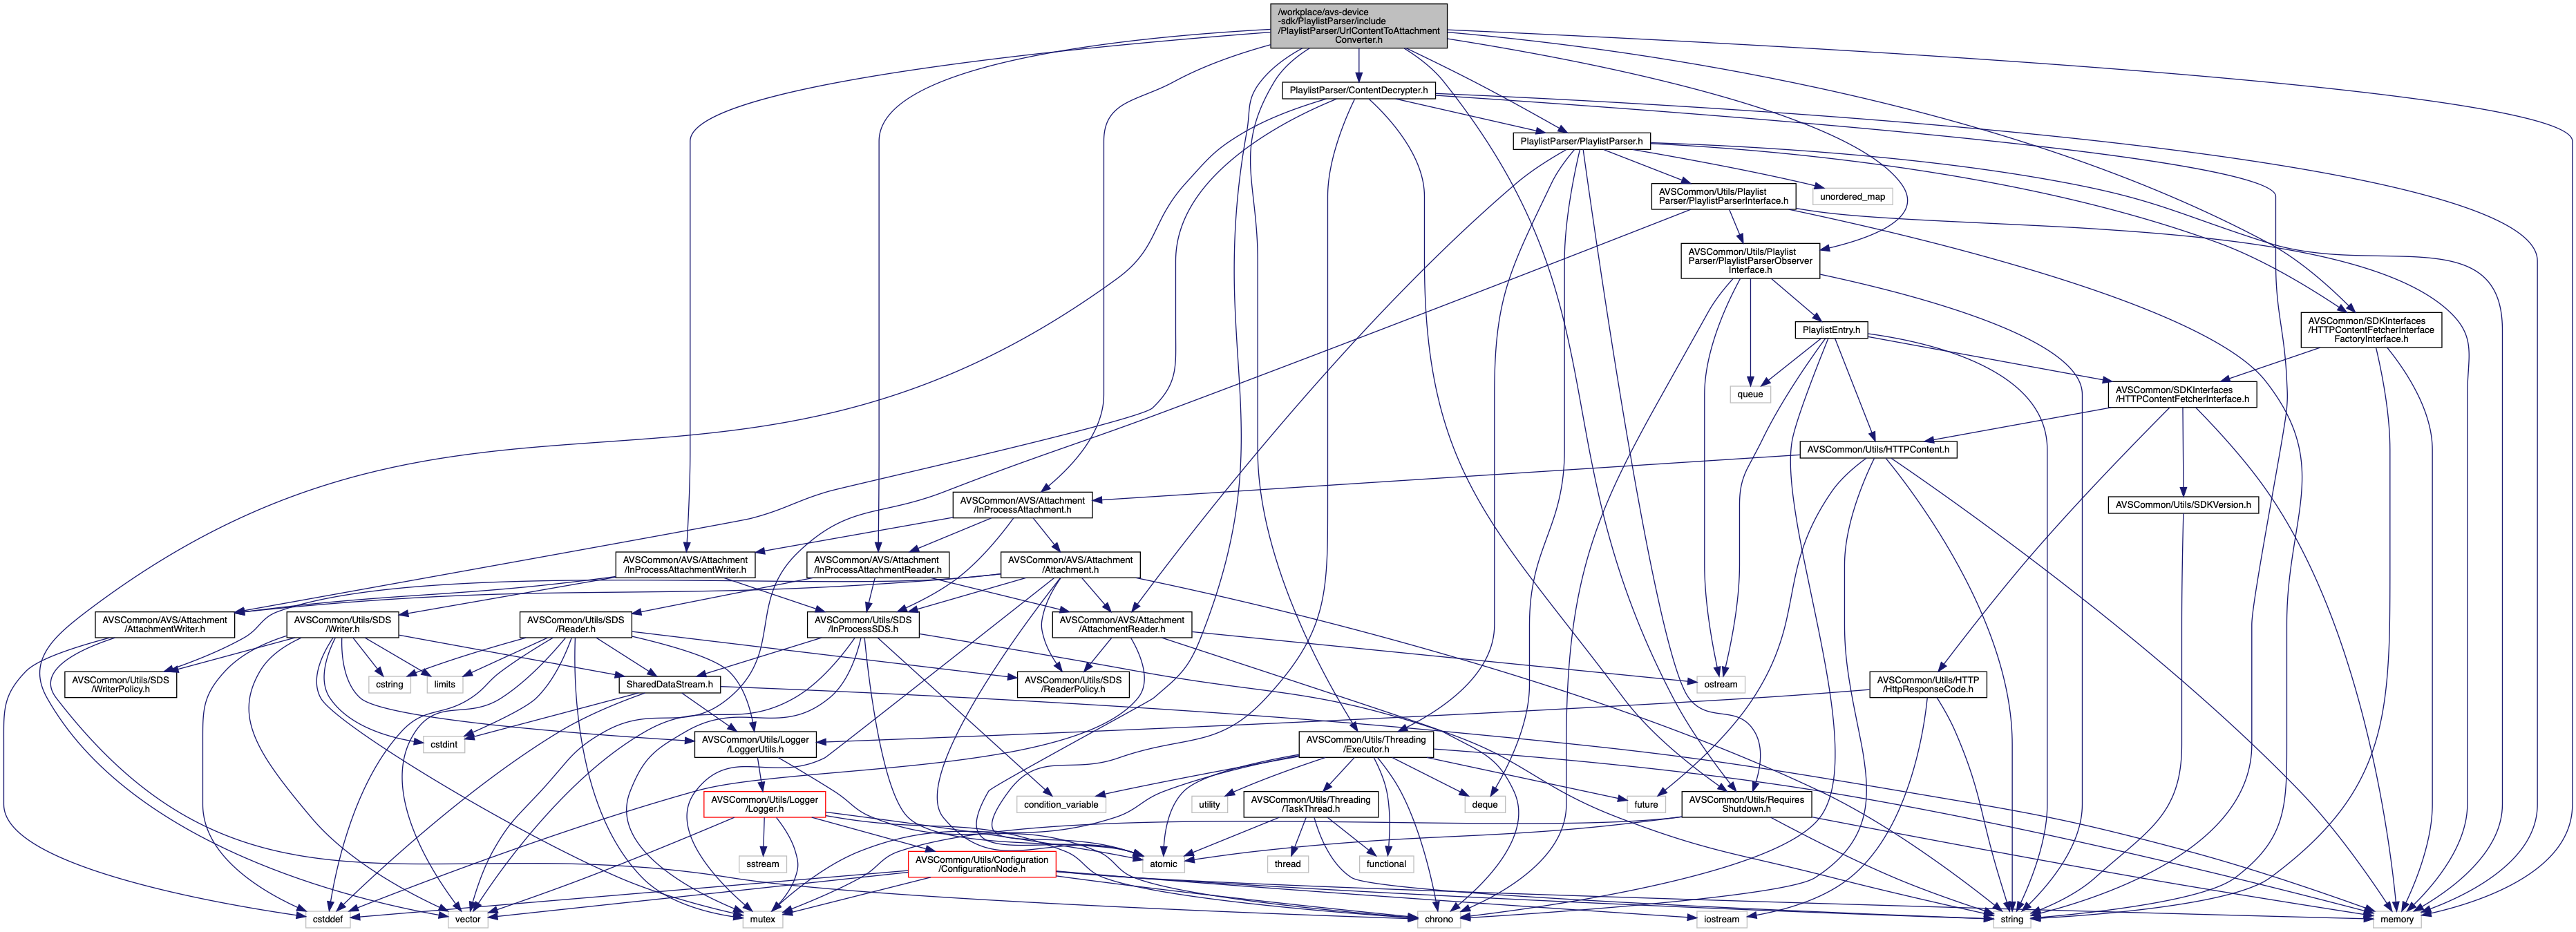 /workplace/avs-device
-sdk/PlaylistParser/include
/PlaylistParser/UrlContentToAttachment
Converter.h
PlaylistParser/ContentDecrypter.h
PlaylistParser/PlaylistParser.h
AVSCommon/Utils/Playlist
Parser/PlaylistParserInterface.h
unordered_map
AVSCommon/Utils/Playlist
Parser/PlaylistParserObserver
Interface.h
PlaylistEntry.h
AVSCommon/SDKInterfaces
/HTTPContentFetcherInterface
FactoryInterface.h
queue
AVSCommon/SDKInterfaces
/HTTPContentFetcherInterface.h
AVSCommon/Utils/HTTPContent.h
AVSCommon/AVS/Attachment
/InProcessAttachment.h
AVSCommon/Utils/SDKVersion.h
AVSCommon/AVS/Attachment
/InProcessAttachmentWriter.h
AVSCommon/AVS/Attachment
/InProcessAttachmentReader.h
AVSCommon/AVS/Attachment
/Attachment.h
AVSCommon/AVS/Attachment
/AttachmentWriter.h
AVSCommon/Utils/SDS
/Writer.h
AVSCommon/Utils/SDS
/Reader.h
AVSCommon/Utils/SDS
/InProcessSDS.h
AVSCommon/AVS/Attachment
/AttachmentReader.h
AVSCommon/Utils/SDS
/WriterPolicy.h
cstring
limits
SharedDataStream.h
AVSCommon/Utils/SDS
/ReaderPolicy.h
ostream
AVSCommon/Utils/HTTP
/HttpResponseCode.h
cstdint
AVSCommon/Utils/Logger
/LoggerUtils.h
AVSCommon/Utils/Threading
/Executor.h
AVSCommon/Utils/Logger
/Logger.h
condition_variable
utility
AVSCommon/Utils/Threading
/TaskThread.h
deque
future
AVSCommon/Utils/Requires
Shutdown.h
sstream
AVSCommon/Utils/Configuration
/ConfigurationNode.h
atomic
thread
functional
cstddef
vector
mutex
chrono
iostream
string
memory